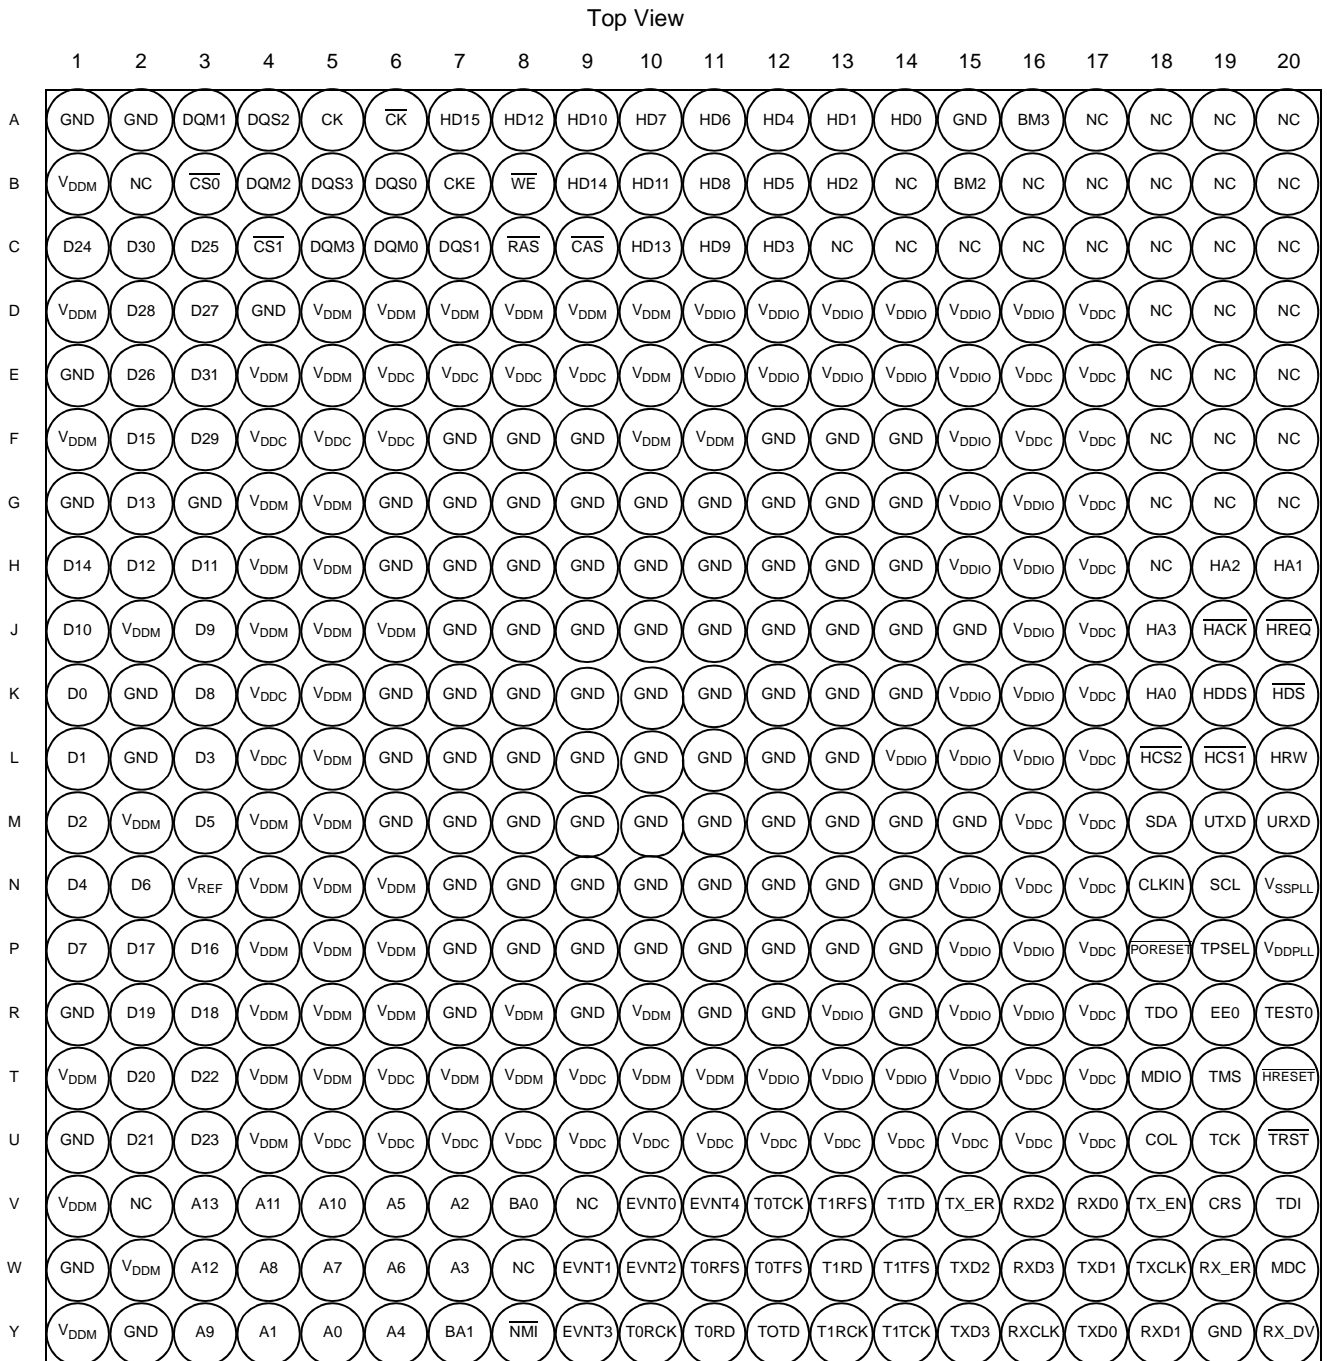 Top View
1 2 3 4 5 6 7 8 9 10 11 12 13 14 15 16 17 18 19 20
A GND GND DQM1 DQS2 CK CK HD15 HD12 HD10 HD7 HD6 HD4 HD1 HD0 GND BM3 NC NC NC NC
B VDDM NC CS0 DQM2 DQS3 DQS0 CKE WE HD14 HD11 HD8 HD5 HD2 NC BM2 NC NC NC NC NC
C D24 D30 D25 CS1 DQM3 DQM0 DQS1 RAS CAS HD13 HD9 HD3 NC NC NC NC NC NC NC NC
D VDDM D28 D27 GND VDDM VDDM VDDM VDDM VDDM VDDM VDDIO VDDIO VDDIO VDDIO VDDIO VDDIO VDDC NC NC NC
E GND D26 D31 VDDM VDDM VDDC VDDC VDDC VDDC VDDM VDDIO VDDIO VDDIO VDDIO VDDIO VDDC VDDC NC NC NC
F VDDM D15 D29 VDDC VDDC VDDC GND GND GND VDDM VDDM GND GND GND VDDIO VDDC VDDC NC NC NC
G GND D13 GND VDDM VDDM GND GND GND GND GND GND GND GND GND VDDIO VDDIO VDDC NC NC NC
H D14 D12 D11 VDDM VDDM GND GND GND GND GND GND GND GND GND VDDIO VDDIO VDDC NC HA2 HA1
J D10 VDDM D9 VDDM VDDM VDDM GND GND GND GND GND GND GND GND GND VDDIO VDDC HA3 HACK HREQ
K D0 GND D8 VDDC VDDM GND GND GND GND GND GND GND GND GND VDDIO VDDIO VDDC HA0 HDDS HDS
L D1 GND D3 VDDC VDDM GND GND GND GND GND GND GND GND VDDIO VDDIO VDDIO VDDC HCS2 HCS1 HRW
M D2 VDDM D5 VDDM VDDM GND GND GND GND GND GND GND GND GND GND VDDC VDDC SDA UTXD URXD
N D4 D6 VREF VDDM VDDM VDDM GND GND GND GND GND GND GND GND VDDIO VDDC VDDC CLKIN SCL VSSPLL
P D7 D17 D16 VDDM VDDM VDDM GND GND GND GND GND GND GND GND VDDIO VDDIO VDDC PORESET TPSEL VDDPLL
R GND D19 D18 VDDM VDDM VDDM GND VDDM GND VDDM GND GND VDDIO GND VDDIO VDDIO VDDC TDO EE0 TEST0
T VDDM D20 D22 VDDM VDDM VDDC VDDM VDDM VDDC VDDM VDDM VDDIO VDDIO VDDIO VDDIO VDDC VDDC MDIO TMS HRESET
U GND D21 D23 VDDM VDDC VDDC VDDC VDDC VDDC VDDC VDDC VDDC VDDC VDDC VDDC VDDC VDDC COL TCK TRST
V VDDM NC A13 A11 A10 A5 A2 BA0 NC EVNT0 EVNT4 T0TCK T1RFS T1TD TX_ER RXD2 RXD0 TX_EN CRS TDI
W GND VDDM A12 A8 A7 A6 A3 NC EVNT1 EVNT2 T0RFS T0TFS T1RD T1TFS TXD2 RXD3 TXD1 TXCLK RX_ER MDC
Y VDDM GND A9 A1 A0 A4 BA1 NMI EVNT3 T0RCK T0RD TOTD T1RCK T1TCK TXD3 RXCLK TXD0 RXD1 GND RX_DV